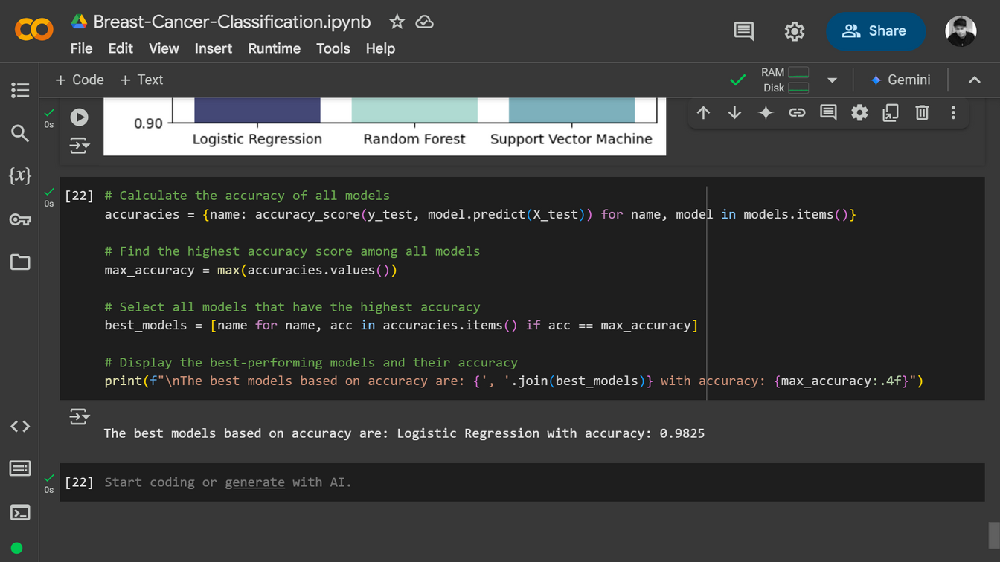 Breast-Cancer-Classification.ipynb
File Edit View Insert Runtime Tools Help
Share
+ Code + Text
RAM
Disk
Gemini
0s
0.90
Logistic Regression Random Forest Support Vector Machine
{x}
0s
[22] # Calculate the accuracy of all models
accuracies = {name: accuracy_score(y_test, model.predict(X_test)) for name, model in models.items()}
# Find the highest accuracy score among all models
max_accuracy = max(accuracies.values())
# Select all models that have the highest accuracy
best_models = [name for name, acc in accuracies.items() if acc == max_accuracy]
# Display the best-performing models and their accuracy
print(f"\nThe best models based on accuracy are: {', '.join(best_models)} with accuracy: {max_accuracy:.4f}")
The best models based on accuracy are: Logistic Regression with accuracy: 0.9825
0s
[22] Start coding or generate with AI.